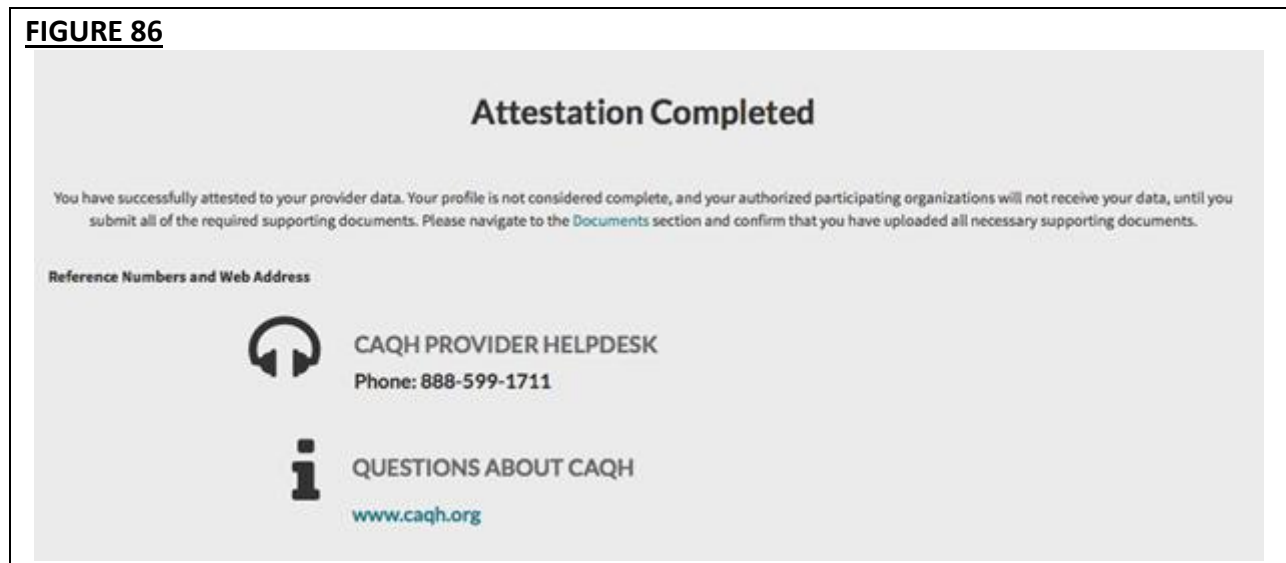 FIGURE 86
Attestation Completed
You have successfully attested to your provider data. Your profile is not considered complete, and your authorized participating organizations will not receive your data, until you
submit all of the required supporting documents. Please navigate to the Documents section and confirm that you have uploaded all necessary supporting documents.
Reference Numbers and Web Address
CAQH PROVIDER HELPDESK
Phone: 888-599-1711
QUESTIONS ABOUT CAQH
www.caqh.org